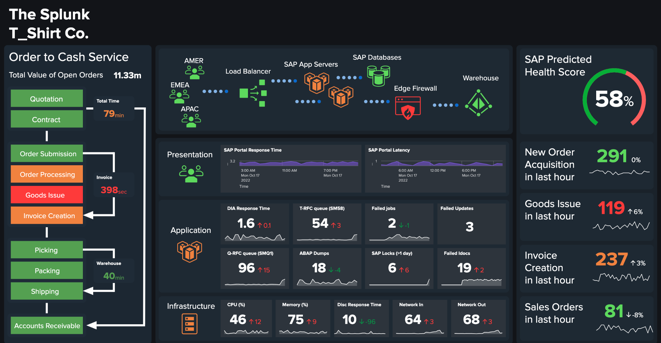 The Splunk
T_Shirt Co.
Order to Cash Service
Total Value of Open Orders 11.33m
Quotation
Total Time
79min
Contract
Order Submission
Order Processing
Invoice
398sec
Goods Issue
Invoice Creation
Picking
Warehouse
40min
Packing
Shipping
Accounts Receivable
AMER
EMEA
APAC
Load Balancer
SAP App Servers
SAP Databases
Edge Firewall
Warehouse
Presentation
SAP Portal Response Time
3:00 AM
Mon Oct 17
2022
11:00 AM
7:00 PM
Time
SAP Portal Latency
6:00 AM
Mon Oct 17
2022
12:00 PM
6:00 PM
Time
Application
DIA Response Time
1.6 ↑ 0.1
T-RFC queue (SM58)
54 ↑ 3
Failed jobs
2 ↓ -1
Failed Updates
3
Q-RFC queue (SMQ1)
96 ↑ 15
ABAP Dumps
18 ↓ -4
SAP Locks (>1 day)
6 ↑ 6
Failed Idocs
19 ↑ 2
Infrastructure
CPU (%)
46 ↑ 12
Memory (%)
75 ↑ 9
Disc Response Time
10 ↓ -95
Network In
64 ↑ 3
Network Out
68 ↑ 3
SAP Predicted
Health Score
58%
New Order
Acquisition
in last hour
291 0%
Goods Issue
in last hour
119 ↑ 6%
Invoice
Creation
in last hour
237 ↑ 3%
Sales Orders
in last hour
81 ↓ -8%